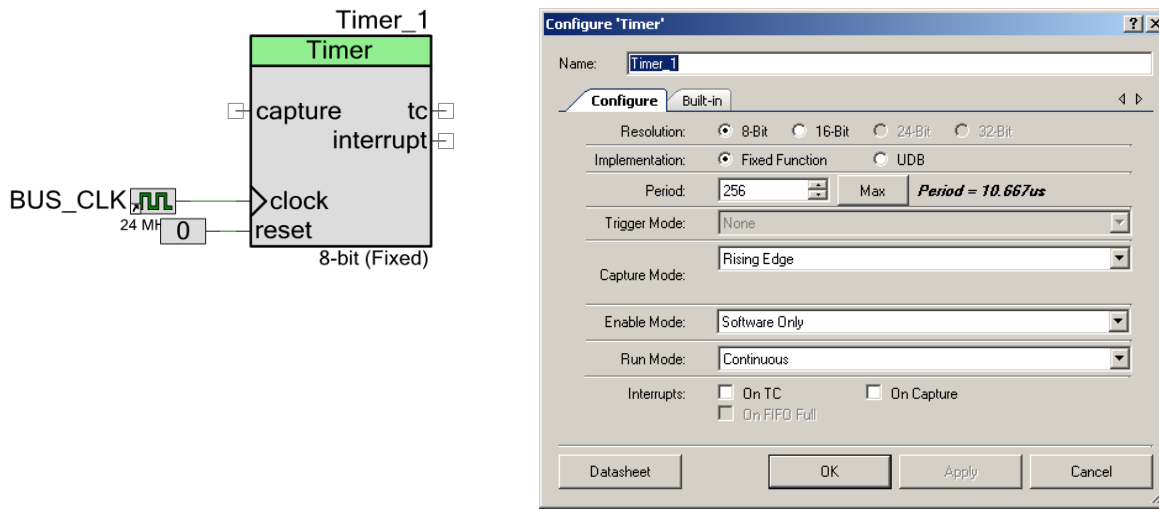 Timer_1
Timer
capture
tc
interrupt
BUS_CLK
clock
24 MH
0
reset
8-bit (Fixed)
Configure 'Timer'
Name: Timer_1
Configure Built-in
Resolution: 8-Bit 16-Bit 24-Bit 32-Bit
Implementation: Fixed Function UDB
Period: 256 Max Period = 10.667us
Trigger Mode: None
Capture Mode: Rising Edge
Enable Mode: Software Only
Run Mode: Continuous
Interrupts: On TC On Capture
On FIFO Full
Datasheet OK Apply Cancel